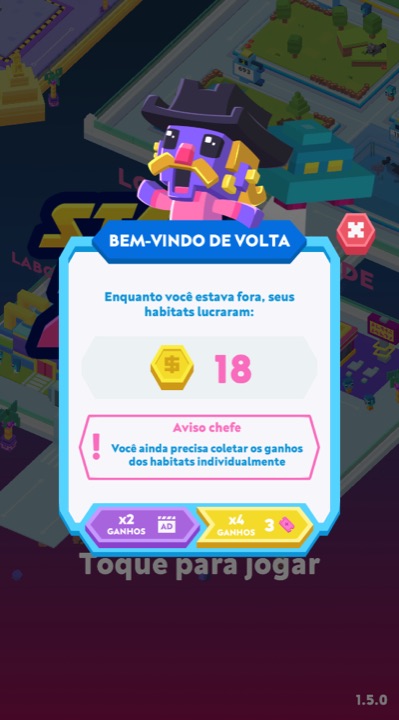 BEM-VINDO DE VOLTA
Enquanto você estava fora, seus
habitats lucraram:
18
Aviso chefe
!
Você ainda precisa coletar os ganhos
dos habitats individualmente
x2
GANHOS
AD
x4
GANHOS
3
Toque para jogar
1.5.0